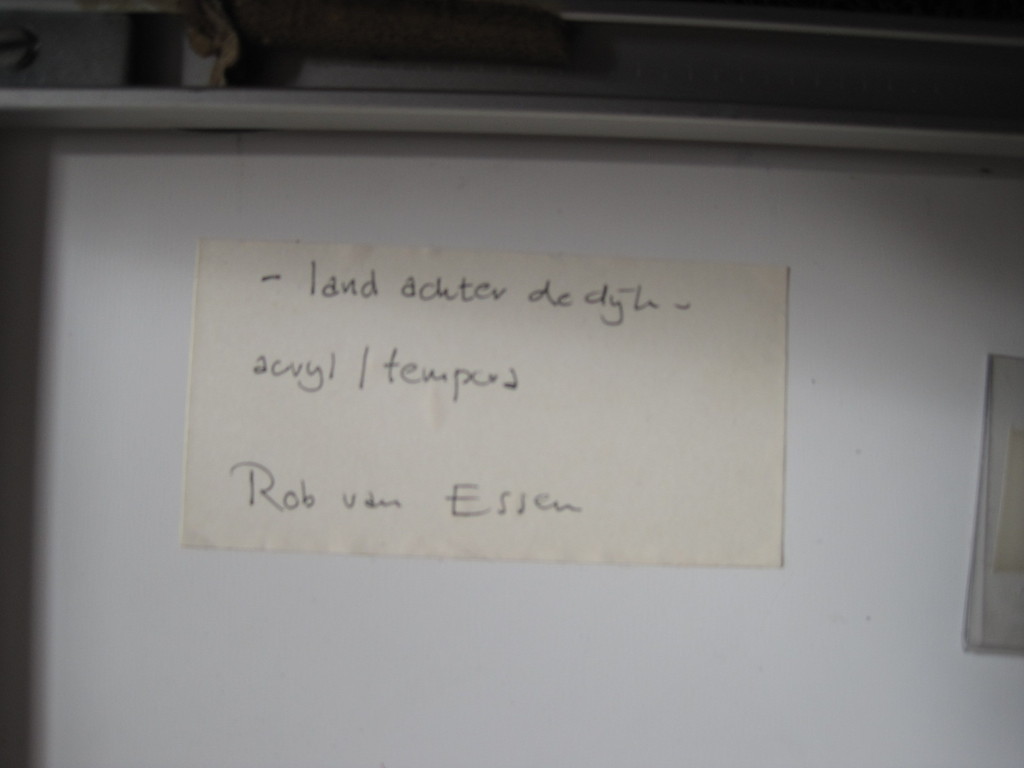 - land achter de dijk -
acryl / tempera
Rob van Essen